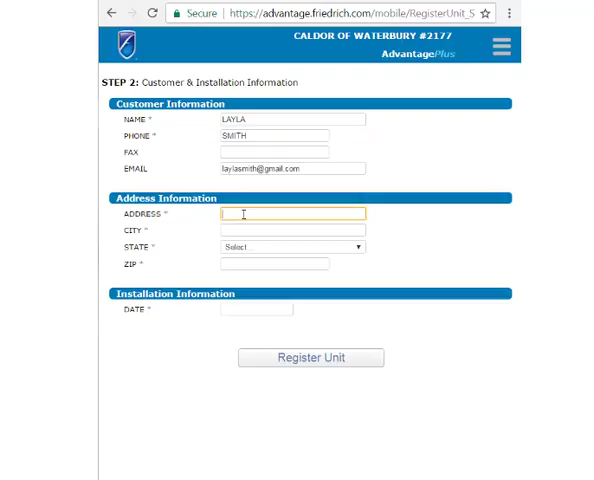 Secure https://advantage.friedrich.com/mobile/RegisterUnit_S
CALDOR OF WATERBURY #2177
AdvantagePlus
STEP 2: Customer & Installation Information
Customer Information
NAME * LAYLA
PHONE * SMITH
FAX
EMAIL laylasmith@gmail.com
Address Information
ADDRESS *
CITY *
STATE * Select...
ZIP *
Installation Information
DATE *
Register Unit